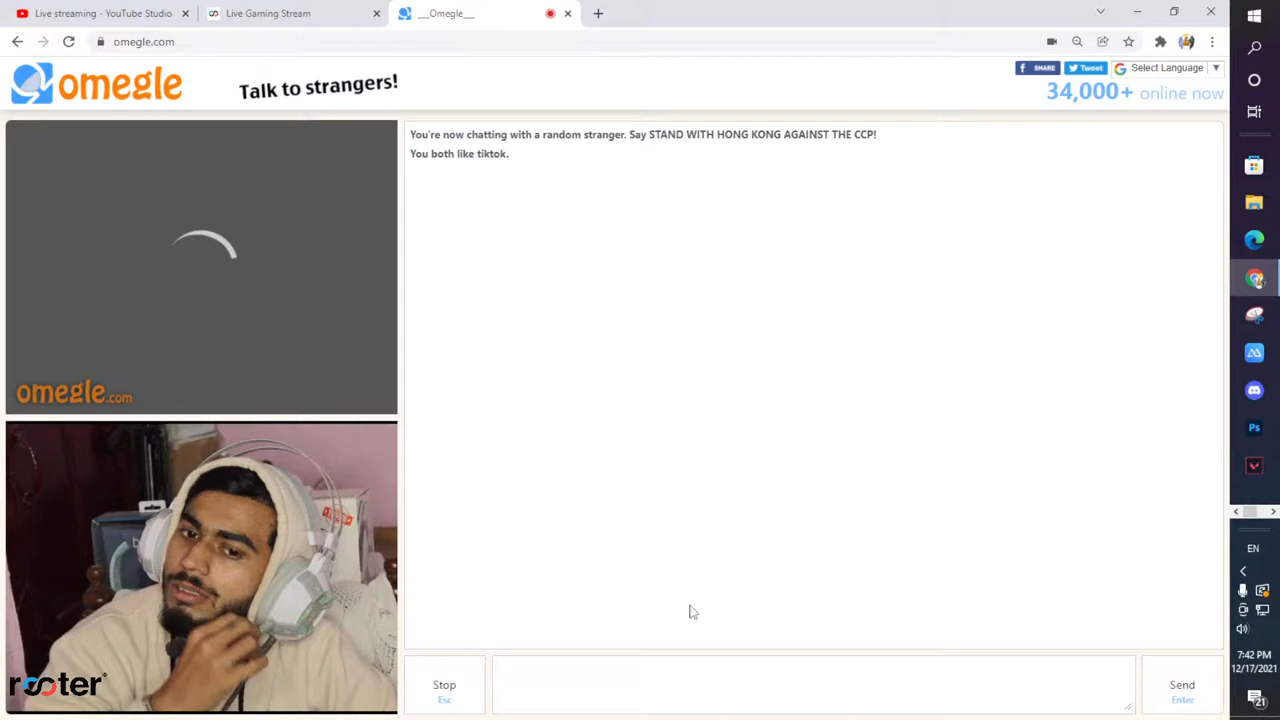 Live streaming - YouTube Studio
Live Gaming Stream
__Omegle__
omegle.com
omegle
Talk to strangers!
SHARE
Tweet
Select Language
34,000+ online now
You're now chatting with a random stranger. Say STAND WITH HONG KONG AGAINST THE CCP!
You both like tiktok.
omegle.com
rooter
Stop
Esc
Send
Enter
Ps
EN
7:42 PM
12/17/2021
21